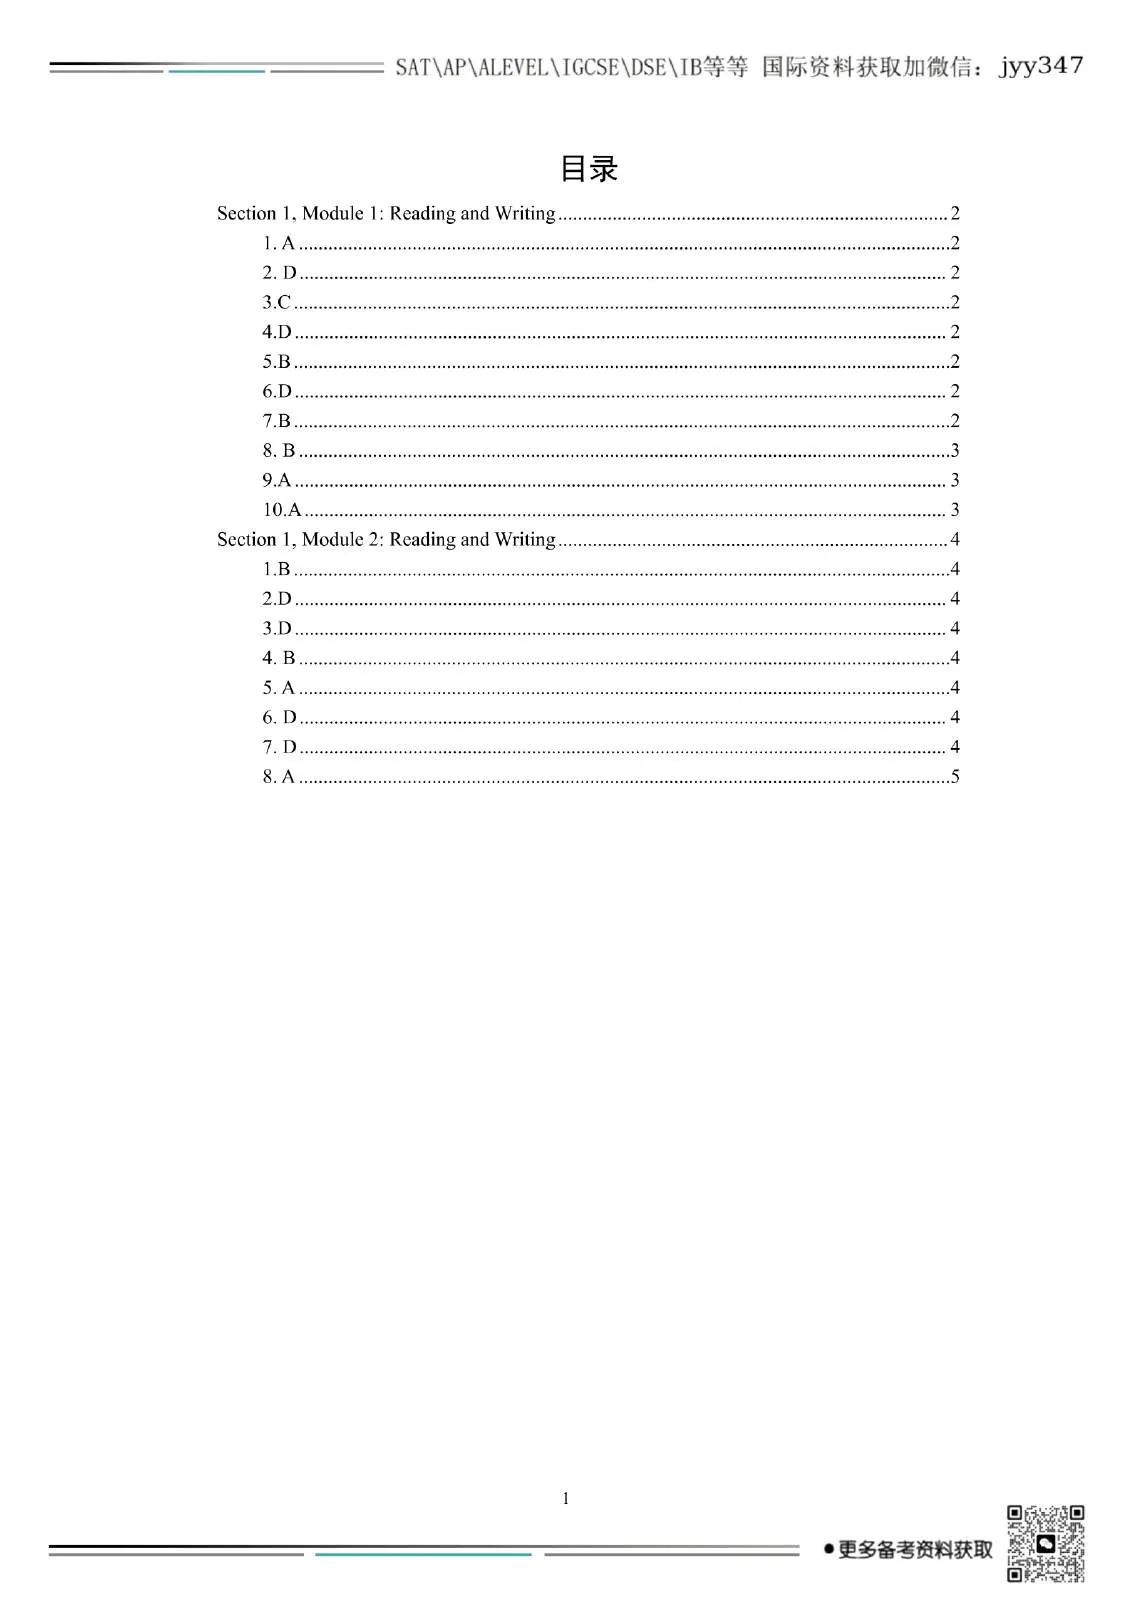 SAT\AP\ALEVEL\IGCSE\DSE\IB等等 国际资料获取加微信：jyy347
目录
Section 1, Module 1: Reading and Writing 2
1. A 2
2. D 2
3.C 2
4.D 2
5.B 2
6.D 2
7.B 2
8. B 3
9.A 3
10.A 3
Section 1, Module 2: Reading and Writing 4
1.B 4
2.D 4
3.D 4
4. B 4
5. A 4
6. D 4
7. D 4
8. A 5
1
●更多备考资料获取